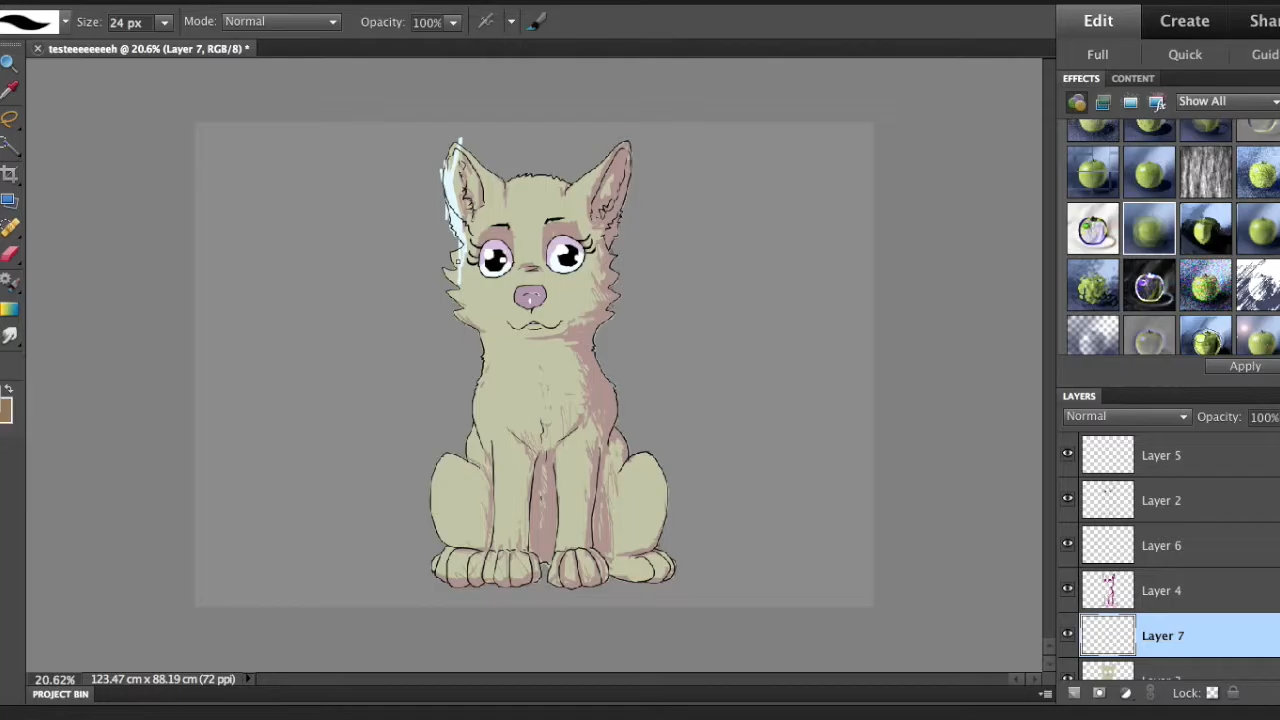 Size: 24 px Mode: Normal Opacity: 100%
Edit Create Shar
testeeeeeeeh @ 20.6% (Layer 7, RGB/8) *
Full Quick Guid
EFFECTS CONTENT
Show All
Apply
LAYERS
Normal Opacity: 100%
Layer 5
Layer 2
Layer 6
Layer 4
Layer 7
20.62% 123.47 cm x 88.19 cm (72 ppi)
PROJECT BIN
Lock: